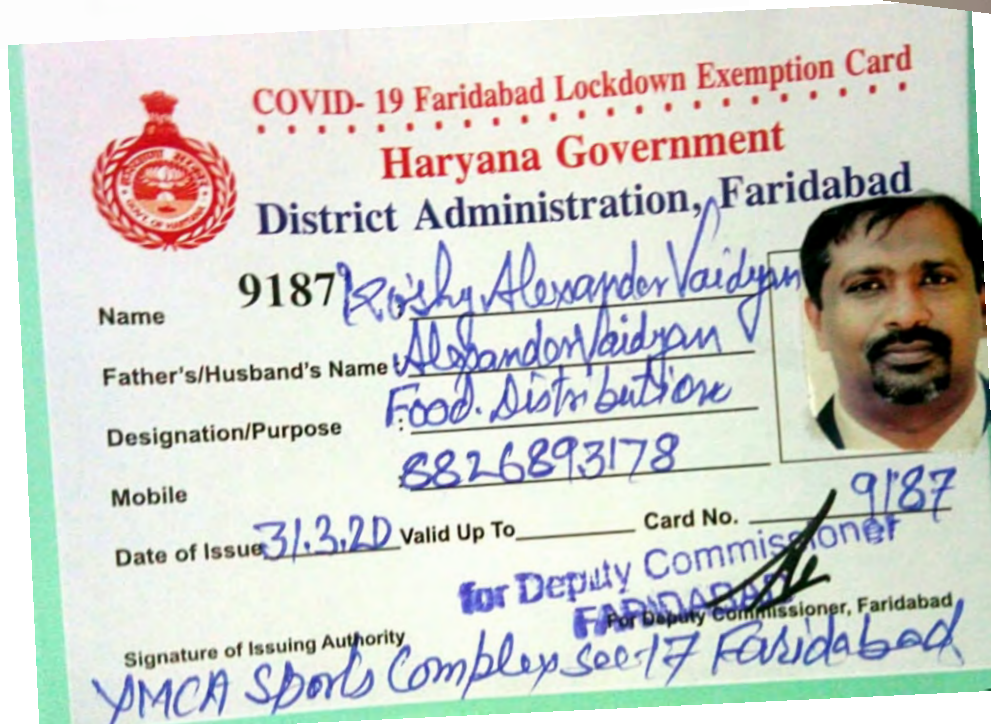 COVID- 19 Faridabad Lockdown Exemption Card
Haryana Government
District Administration, Faridabad
9187
Name Roshy Alexander Vaidyan
Father's/Husband's Name Alexander Vaidyan
Designation/Purpose : Food. Distribution
Mobile 8826893178
Date of Issue 31.3.20 Valid Up To Card No. 9187
for Deputy Commissioner
FARIDABAD
For Deputy Commissioner, Faridabad
Signature of Issuing Authority
YMCA Sports Complex sec-17 Faridabad